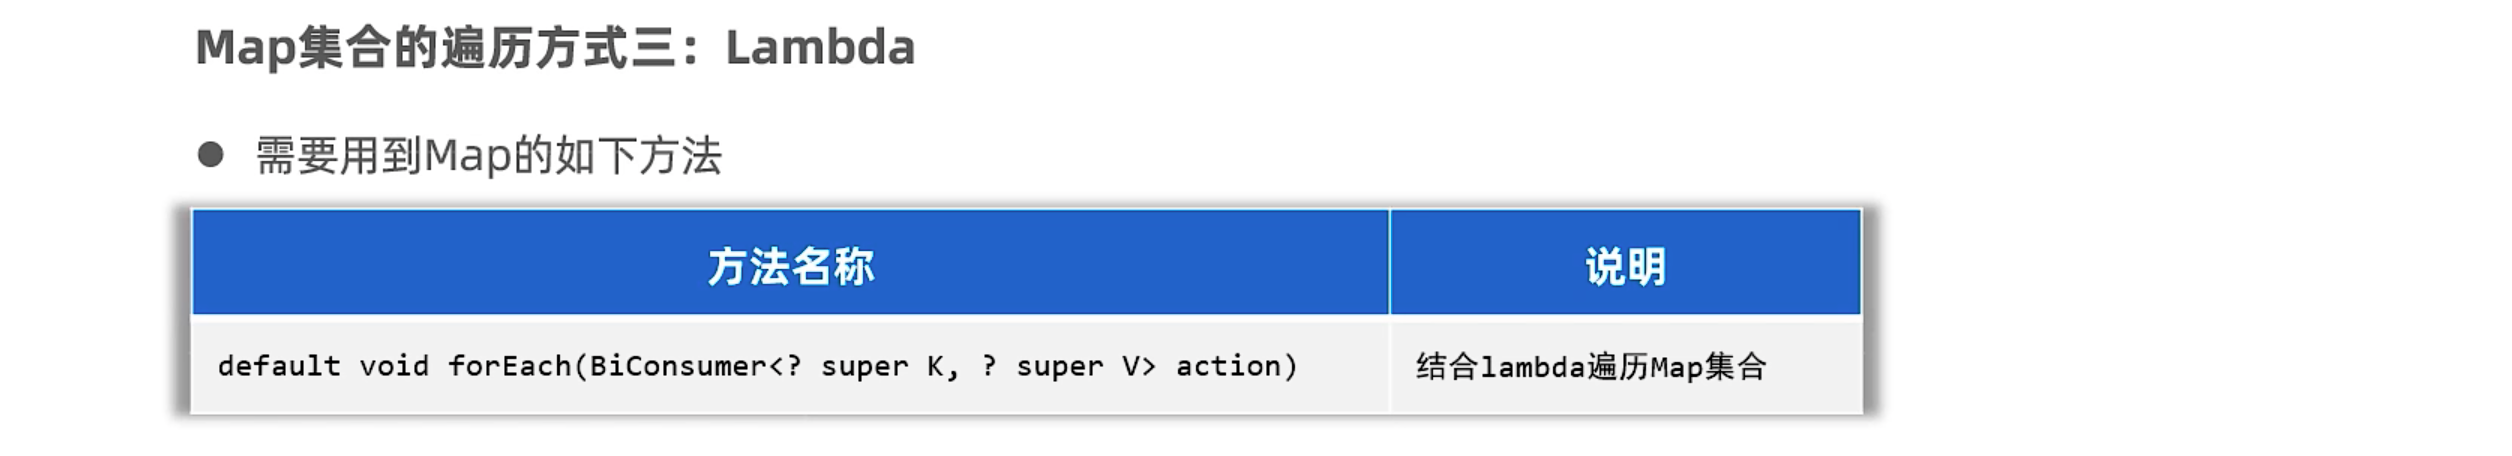 Map集合的遍历方式三：Lambda
● 需要用到Map的如下方法
方法名称 说明
default void forEach(BiConsumer<? super K, ? super V> action) 结合lambda遍历Map集合